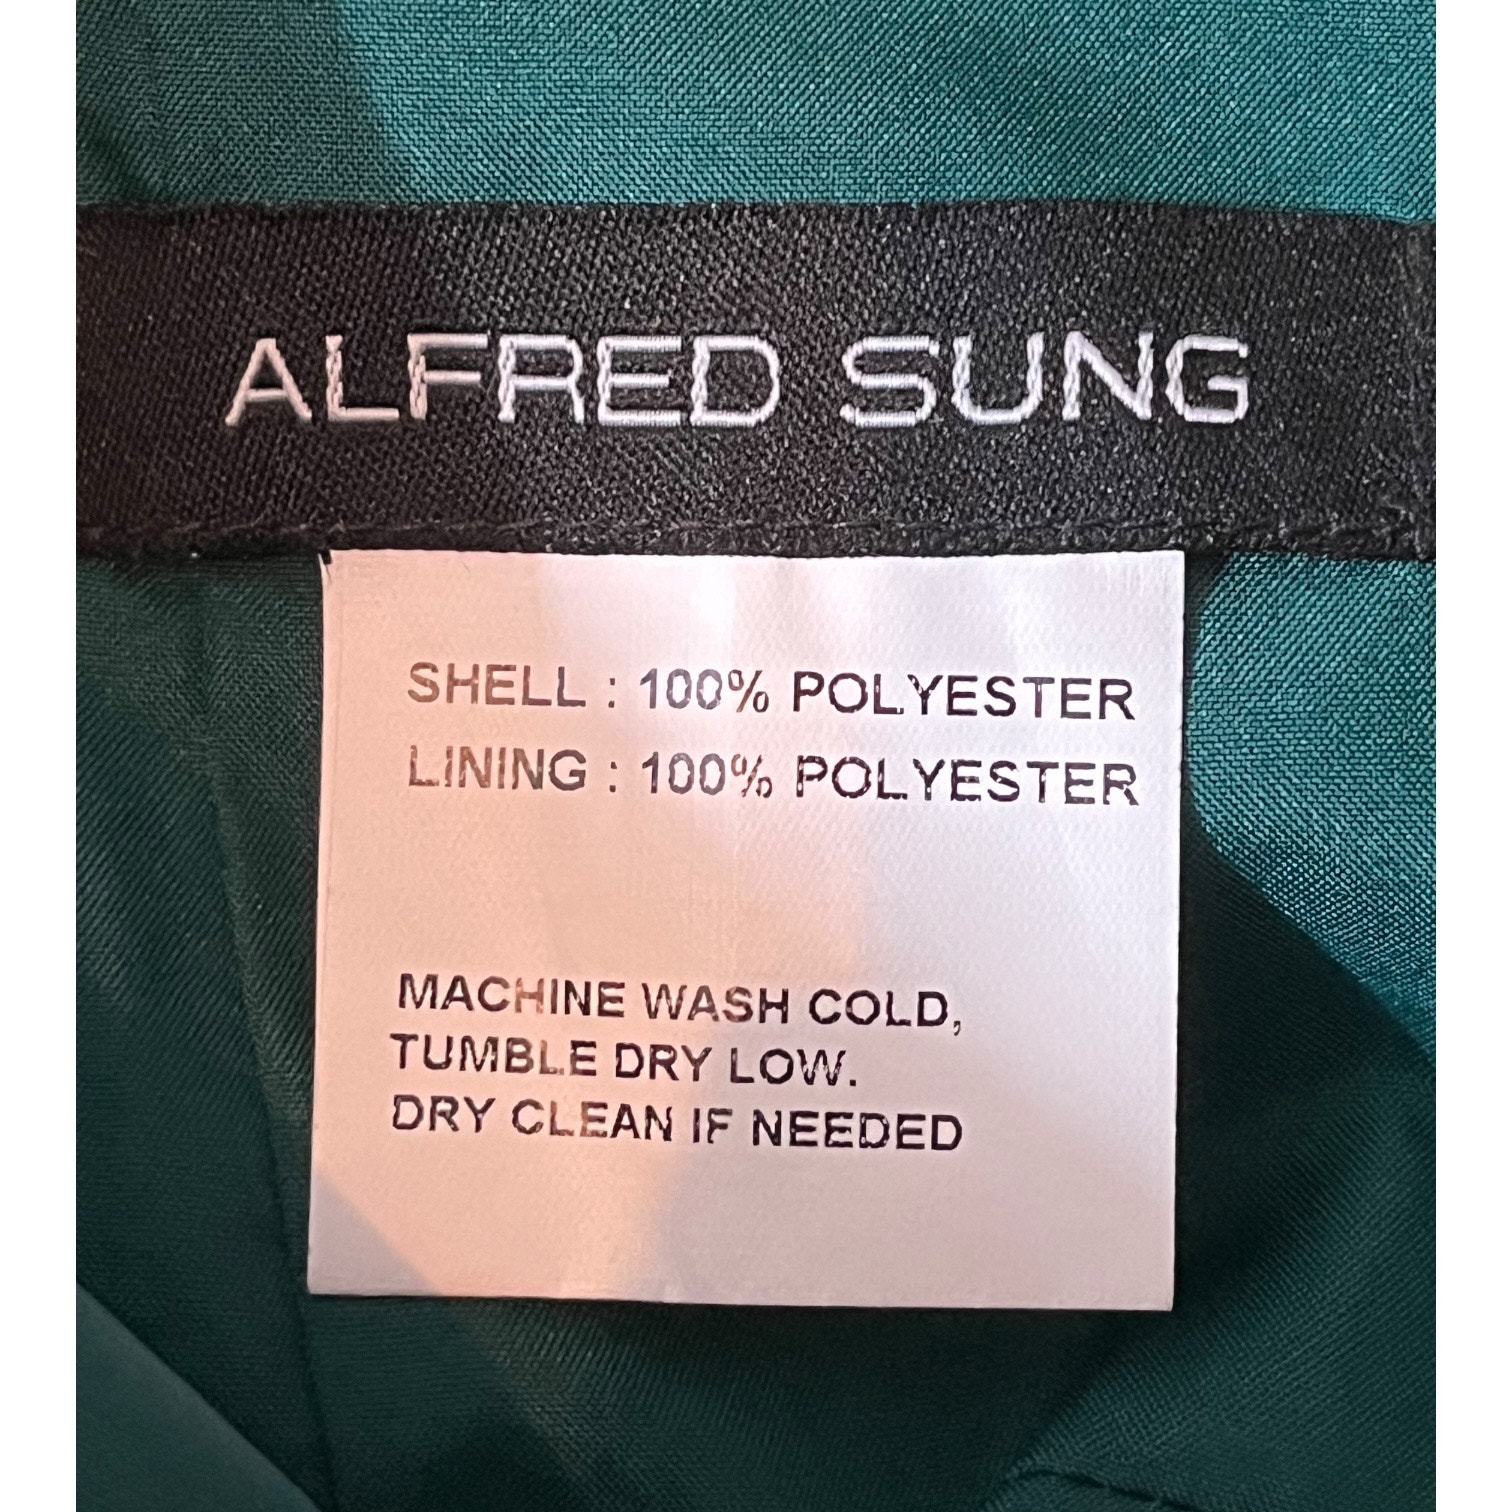 ALFRED SUNG
SHELL : 100% POLYESTER
LINING : 100% POLYESTER
MACHINE WASH COLD,
TUMBLE DRY LOW.
DRY CLEAN IF NEEDED